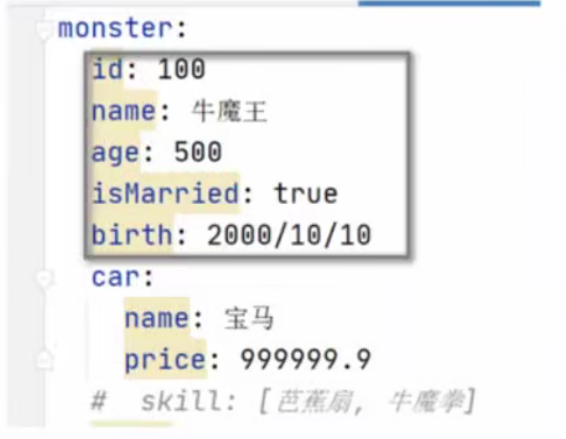 monster:
id: 100
name: 牛魔王
age: 500
isMarried: true
birth: 2000/10/10
car:
name: 宝马
price: 999999.9
# skill: [芭蕉扇, 牛魔拳]